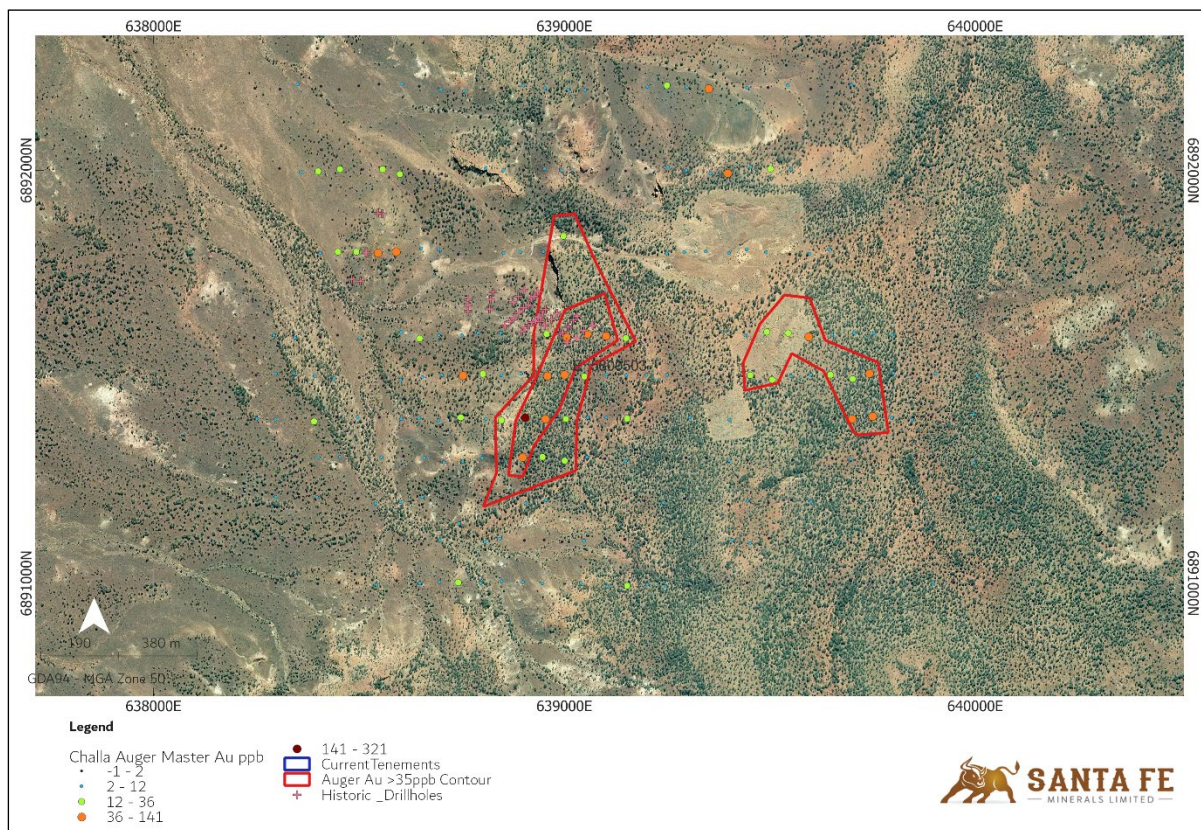 638000E 639000E 640000E
6892000N 6892000N
6891000N 6891000N
190 380 m
GDA94 - MGA Zone 50
638000E 639000E 640000E
Legend
Challa Auger Master Au ppb
-1 - 2
2 - 12
12 - 36
36 - 141
141 - 321
CurrentTenements
Auger Au >35ppb Contour
Historic _Drillholes
SANTA FE
MINERALS LIMITED